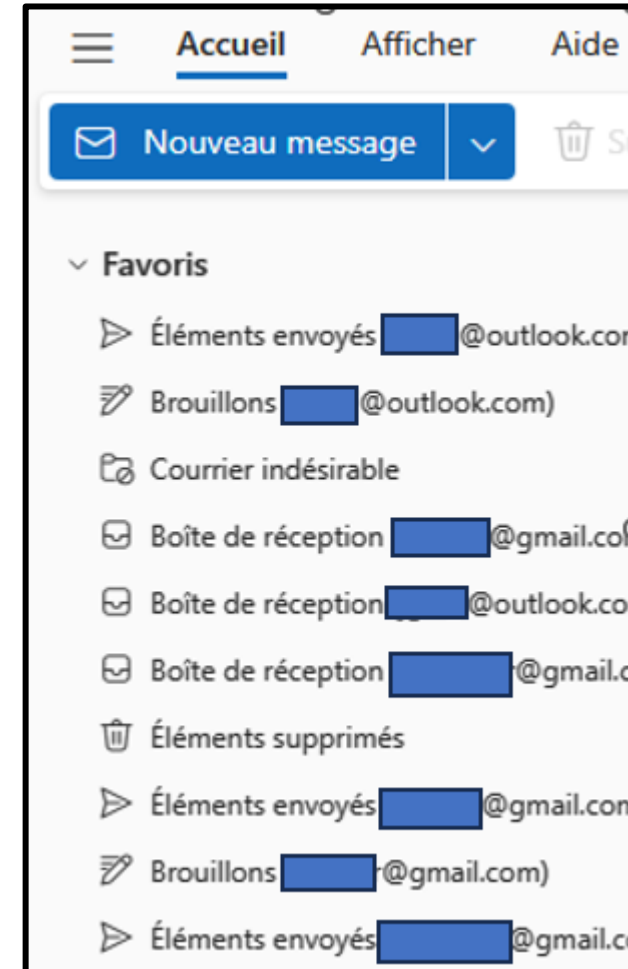 Accueil Afficher Aide
Nouveau message
Favoris
Éléments envoyés @outlook.com
Brouillons @outlook.com)
Courrier indésirable
Boîte de réception @gmail.co
Boîte de réception @outlook.co
Boîte de réception @gmail.c
Éléments supprimés
Éléments envoyés @gmail.com
Brouillons r@gmail.com)
Éléments envoyés @gmail.c